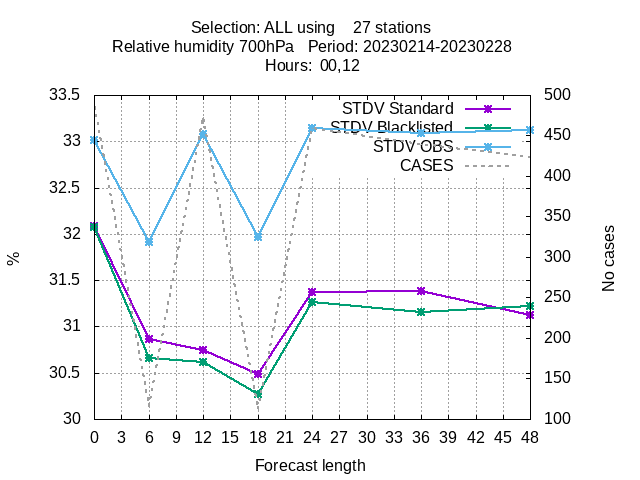 Selection: ALL using 27 stations
Relative humidity 700hPa Period: 20230214-20230228
Hours: 00,12
STDV Standard
STDV Blacklisted
STDV OBS
CASES
33.5
33
32.5
32
31.5
31
30.5
30
500
450
400
350
300
250
200
150
100
%
No cases
0 3 6 9 12 15 18 21 24 27 30 33 36 39 42 45 48
Forecast length